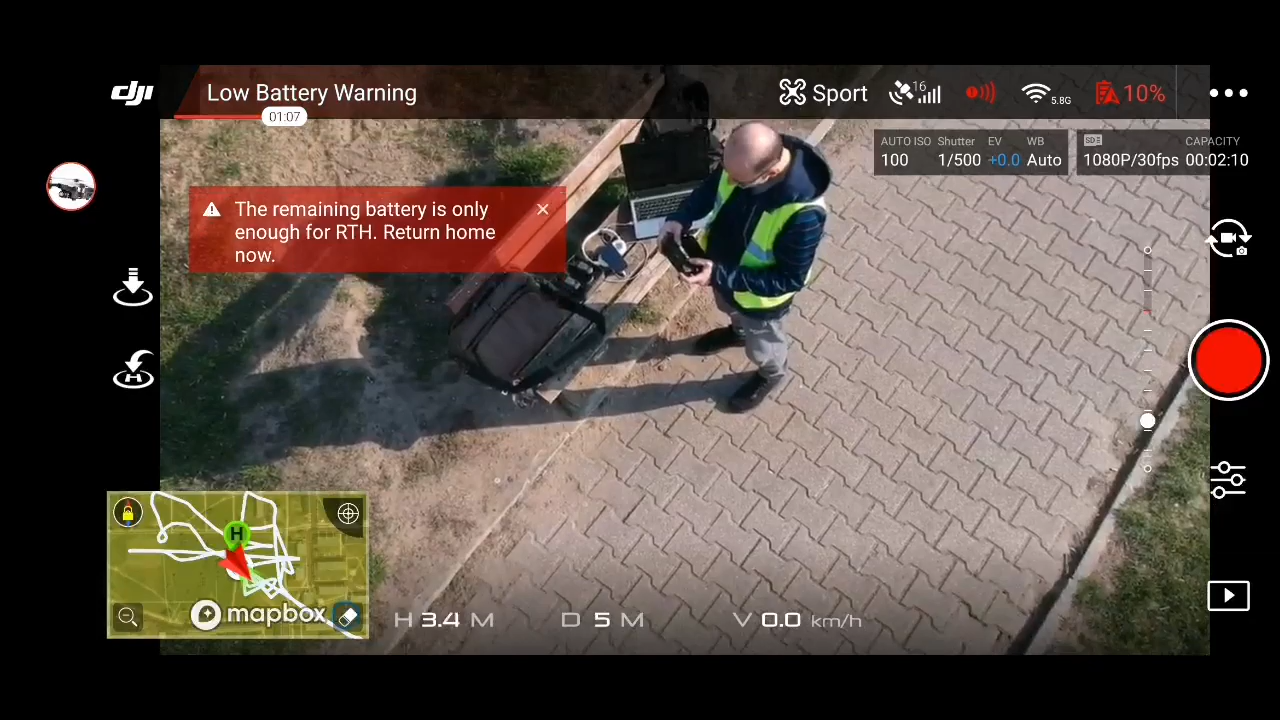 dji
Low Battery Warning
01:07
Sport
16
5.8G
10%
AUTO ISO Shutter EV WB
100 1/500 +0.0 Auto
SD CAPACITY
1080P/30fps 00:02:10
The remaining battery is only
enough for RTH. Return home
now.
H
H
mapbox
H 3.4 M D 5 M V 0.0 km/h